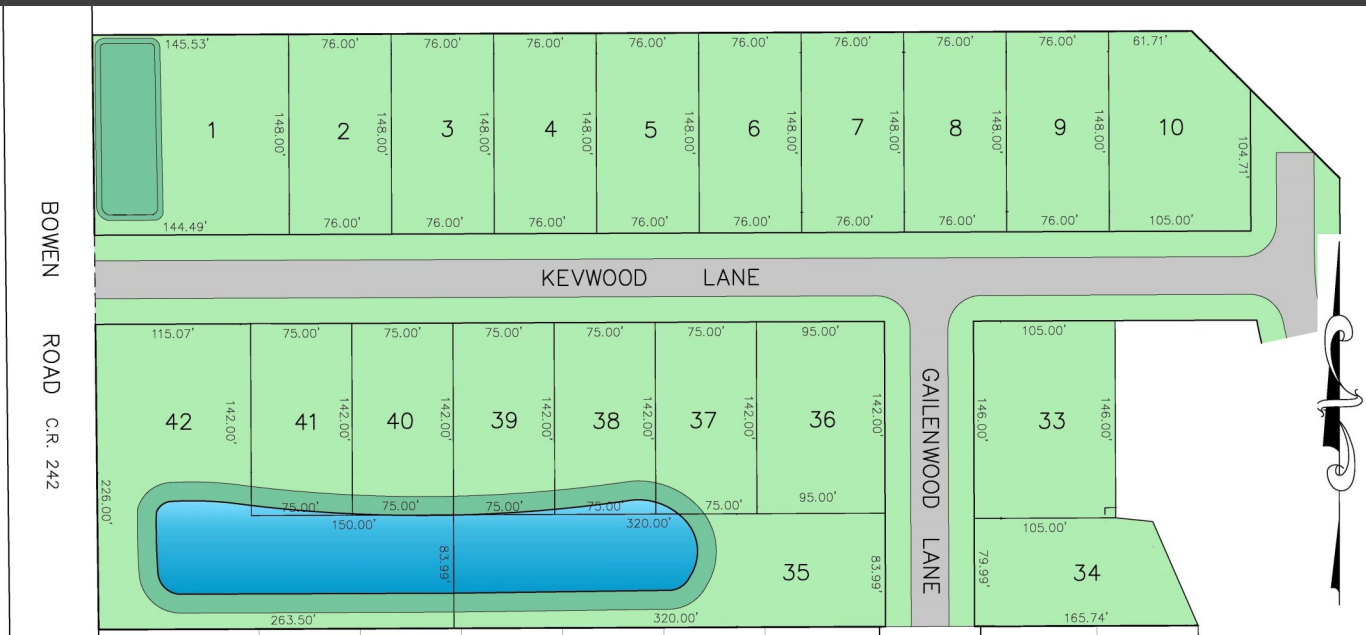 145.53' 76.00' 76.00' 76.00' 76.00' 76.00' 76.00' 76.00' 76.00' 61.71'
1 148.00' 2 148.00' 3 148.00' 4 148.00' 5 148.00' 6 148.00' 7 148.00' 8 148.00' 9 148.00' 10 104.71'
144.49' 76.00' 76.00' 76.00' 76.00' 76.00' 76.00' 76.00' 76.00' 105.00'
BOWEN ROAD C.R. 242
KEVWOOD LANE
115.07' 75.00' 75.00' 75.00' 75.00' 75.00' 95.00' 105.00'
42 142.00' 41 142.00' 40 142.00' 39 142.00' 38 142.00' 37 142.00' 36 142.00' 146.00' 33 146.00'
GAILENWOOD LANE
226.00' 75.00' 75.00' 75.00' 75.00' 75.00' 95.00'
150.00' 320.00' 105.00'
83.99' 35 83.99' 79.99' 34
263.50' 320.00' 165.74'